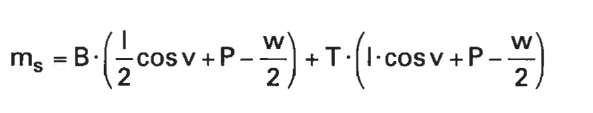 m_s = B·(l/2 cos v + P − w/2) + T·(l·cos v + P − w/2)